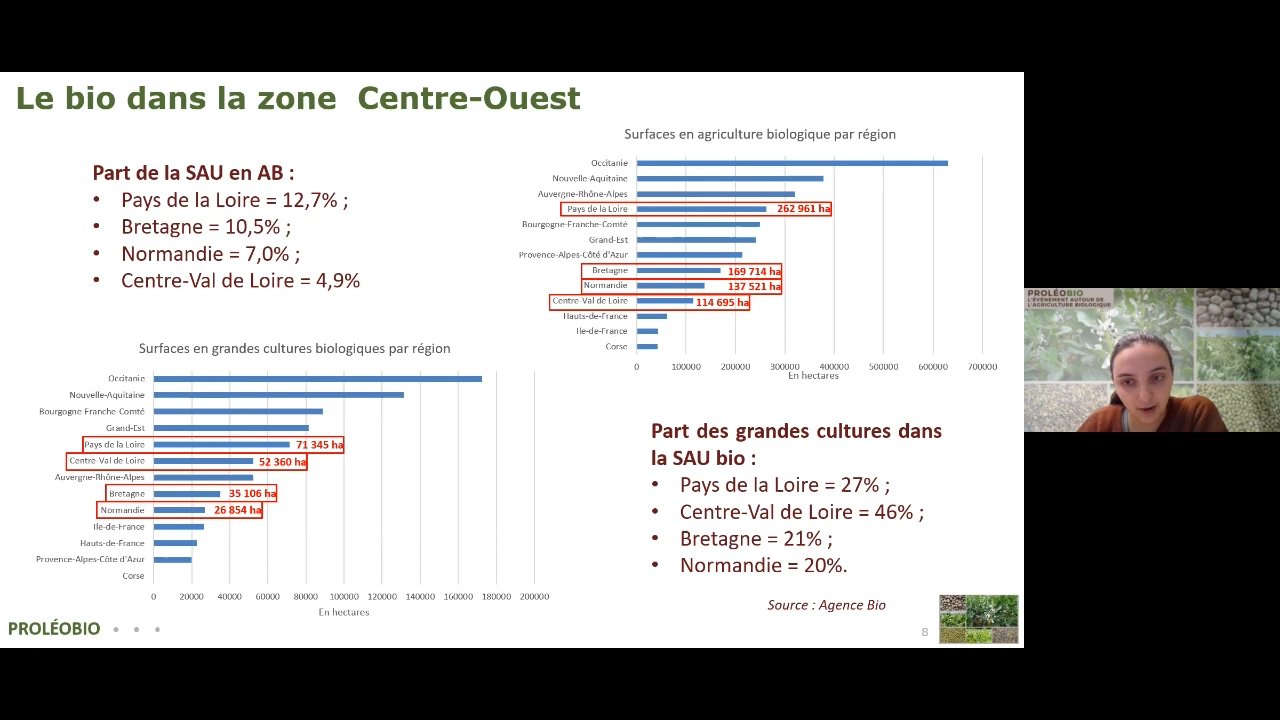 Le bio dans la zone  Centre-Ouest
Part de la SAU en AB :
• Pays de la Loire = 12,7% ;
• Bretagne = 10,5% ;
• Normandie = 7,0% ;
• Centre-Val de Loire = 4,9%
Surfaces en agriculture biologique par région
Occitanie
Nouvelle-Aquitaine
Auvergne-Rhône-Alpes
Pays de la Loire 262 961 ha
Bourgogne-Franche-Comté
Grand-Est
Provence-Alpes-Côté d'Azur
Bretagne 169 714 ha
Normandie 137 521 ha
Centre-Val de Loire 114 695 ha
Hauts-de-France
Ile-de-France
Corse
0 100000 200000 300000 400000 500000 600000 700000
En hectares
Surfaces en grandes cultures biologiques par région
Occitanie
Nouvelle-Aquitaine
Bourgogne-Franche-Comté
Grand-Est
Pays de la Loire 71 345 ha
Centre-Val de Loire 52 360 ha
Auvergne-Rhône-Alpes
Bretagne 35 106 ha
Normandie 26 854 ha
Ile-de-France
Hauts-de-France
Provence-Alpes-Côte d'Azur
Corse
0 20000 40000 60000 80000 100000 120000 140000 160000 180000 200000
En hectares
Part des grandes cultures dans
la SAU bio :
• Pays de la Loire = 27% ;
• Centre-Val de Loire = 46% ;
• Bretagne = 21% ;
• Normandie = 20%.
Source : Agence Bio
PROLÉOBIO
8
PROLÉOBIO
L'ÉVÉNEMENT AUTOUR DE
L'AGRICULTURE BIOLOGIQUE